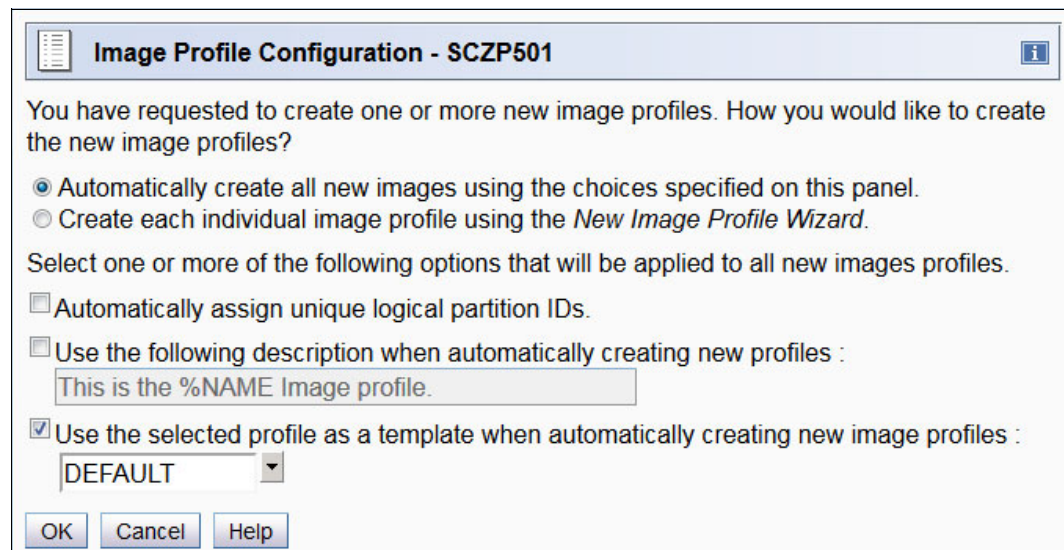 Image Profile Configuration - SCZP501
i
You have requested to create one or more new image profiles. How you would like to create
the new image profiles?
Automatically create all new images using the choices specified on this panel.
Create each individual image profile using the New Image Profile Wizard.
Select one or more of the following options that will be applied to all new images profiles.
Automatically assign unique logical partition IDs.
Use the following description when automatically creating new profiles :
This is the %NAME Image profile.
Use the selected profile as a template when automatically creating new image profiles :
DEFAULT
OK Cancel Help